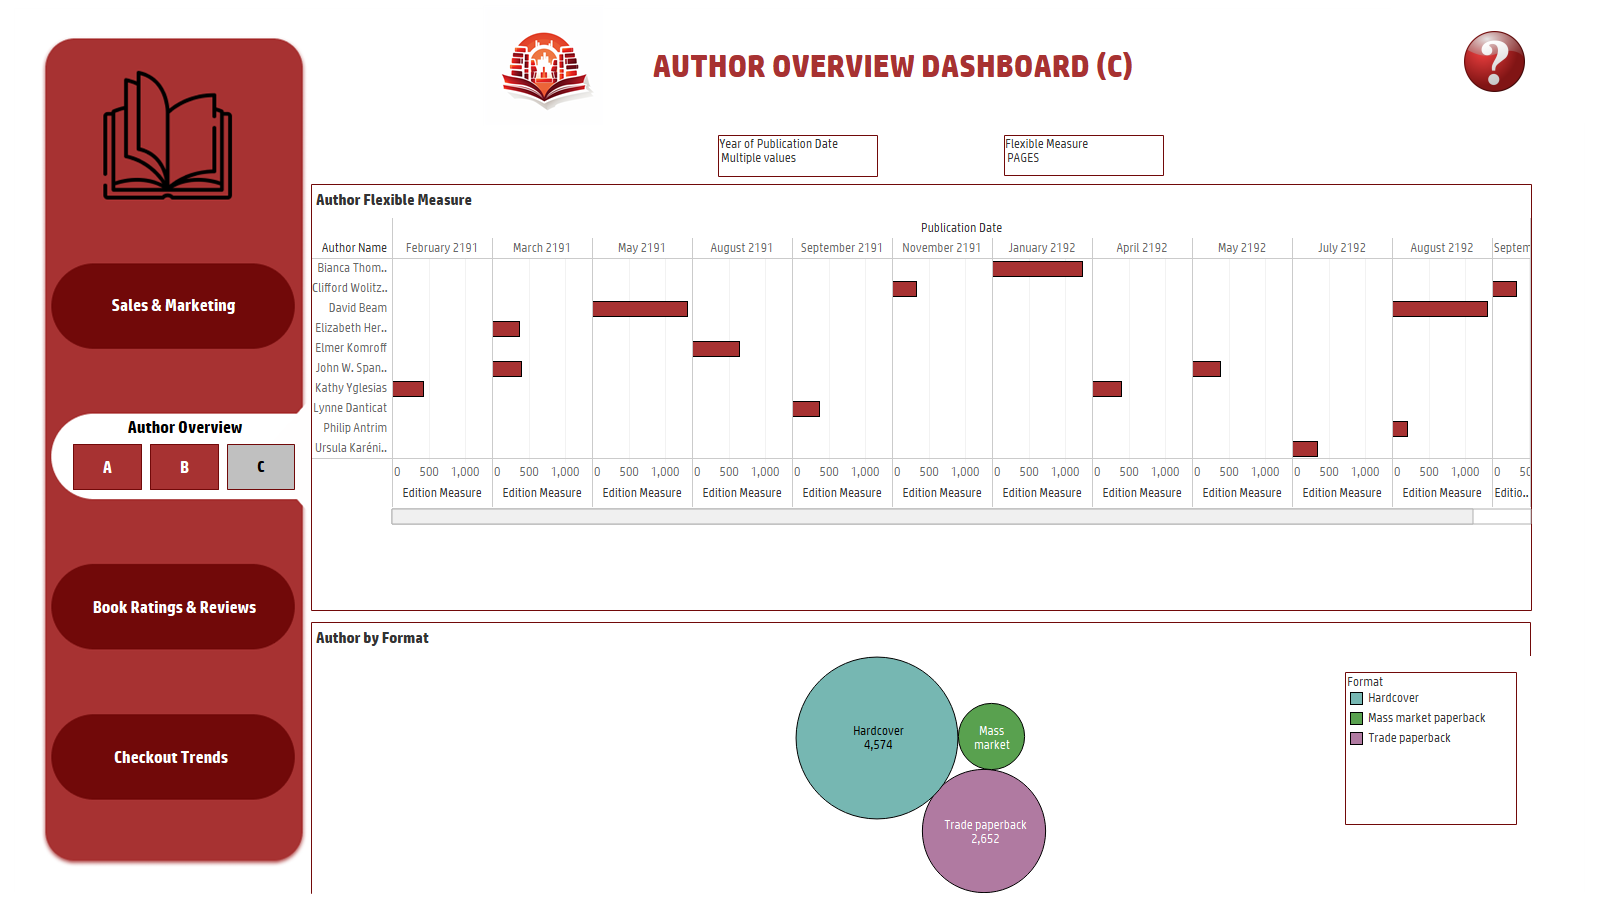 AUTHOR OVERVIEW DASHBOARD (C)
?
Sales & Marketing
Author Overview
A B C
Book Ratings & Reviews
Checkout Trends
Year of Publication Date
Multiple values
Flexible Measure
PAGES
Author Flexible Measure
Publication Date
Author Name February 2191 March 2191 May 2191 August 2191 September 2191 November 2191 January 2192 April 2192 May 2192 July 2192 August 2192 Septem
Bianca Thom..
Clifford Wolitz..
David Beam
Elizabeth Her..
Elmer Komroff
John W. Span..
Kathy Yglesias
Lynne Danticat
Philip Antrim
Ursula Karéni..
0 500 1,000 0 500 1,000 0 500 1,000 0 500 1,000 0 500 1,000 0 500 1,000 0 500 1,000 0 500 1,000 0 500 1,000 0 500 1,000 0 500 1,000 0 50
Edition Measure Edition Measure Edition Measure Edition Measure Edition Measure Edition Measure Edition Measure Edition Measure Edition Measure Edition Measure Edition Measure Editio..
Author by Format
Hardcover
4,574
Mass
market
Trade paperback
2,652
Format
Hardcover
Mass market paperback
Trade paperback